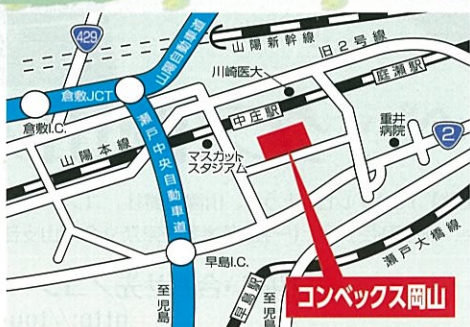 429
山陽自動車道
山陽新幹線
旧2号線
川崎医大
庭瀬駅
倉敷JCT
中庄駅
倉敷I.C.
瀬戸中央自動車道
重井
病院
2
山陽本線
マスカット
スタジアム
瀬戸大橋線
早島I.C.
早島駅
至児島
至児島
コンベックス岡山